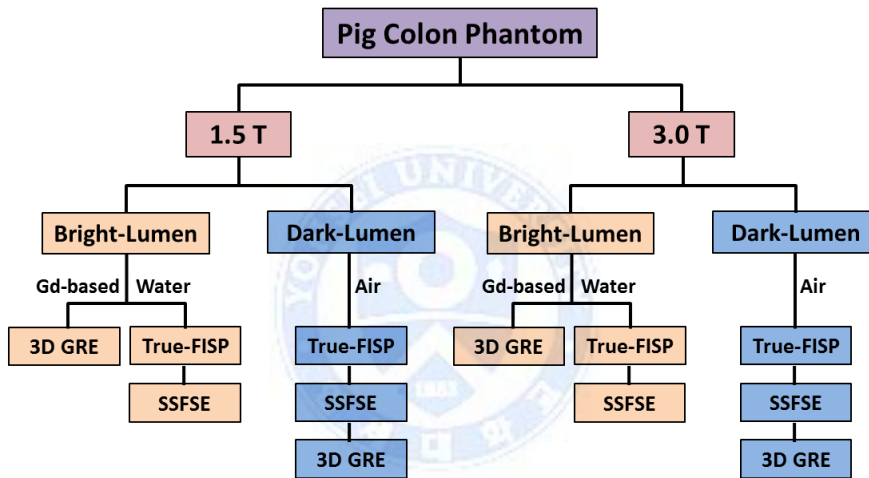 Pig Colon Phantom
1.5 T
3.0 T
Bright-Lumen
Dark-Lumen
Bright-Lumen
Dark-Lumen
Gd-based
Water
Air
Gd-based
Water
Air
3D GRE
True-FISP
True-FISP
3D GRE
True-FISP
True-FISP
SSFSE
SSFSE
SSFSE
SSFSE
3D GRE
3D GRE